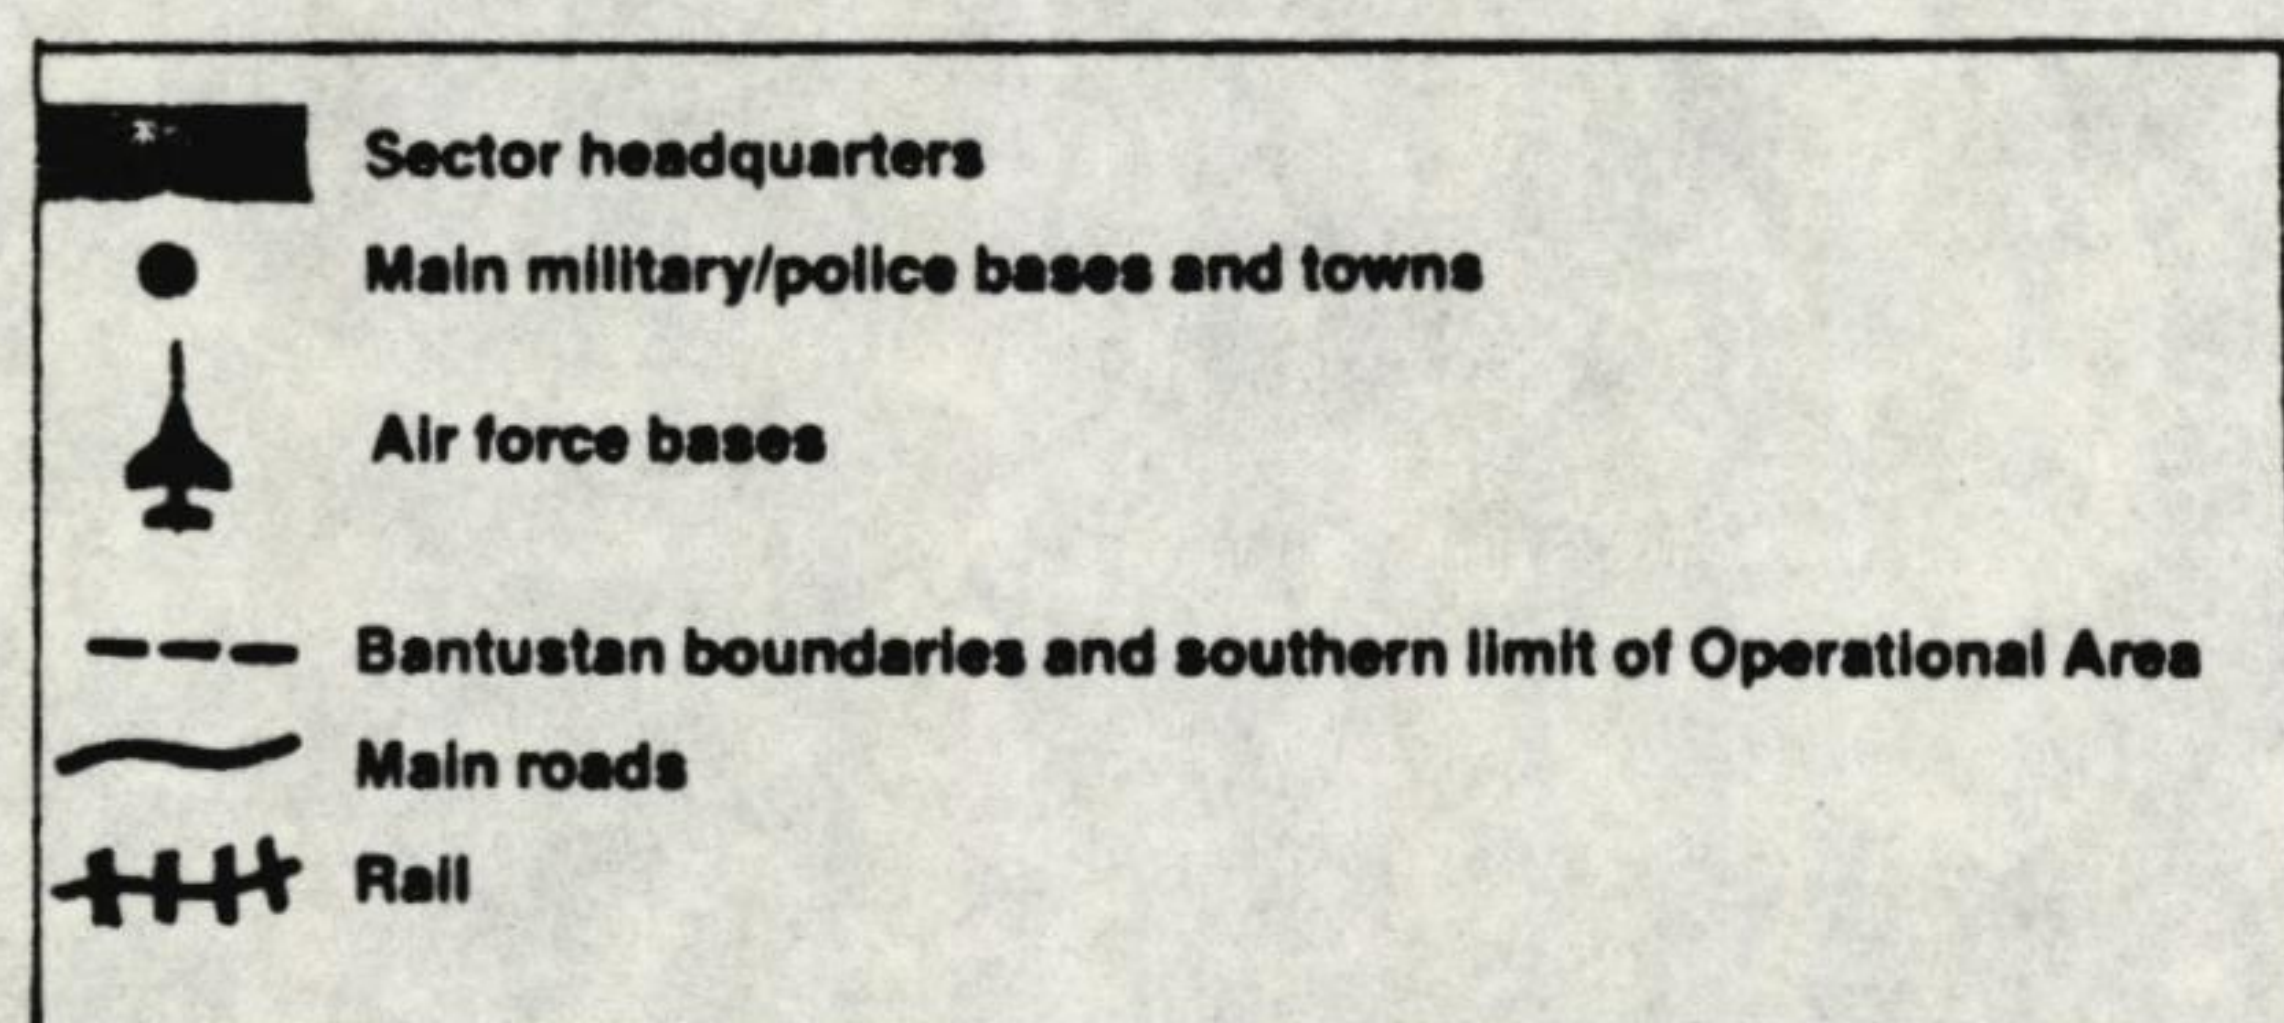 Sector headquarters
Main military/police bases and towns
Air force bases
Bantustan boundaries and southern limit of Operational Area
Main roads
Rail